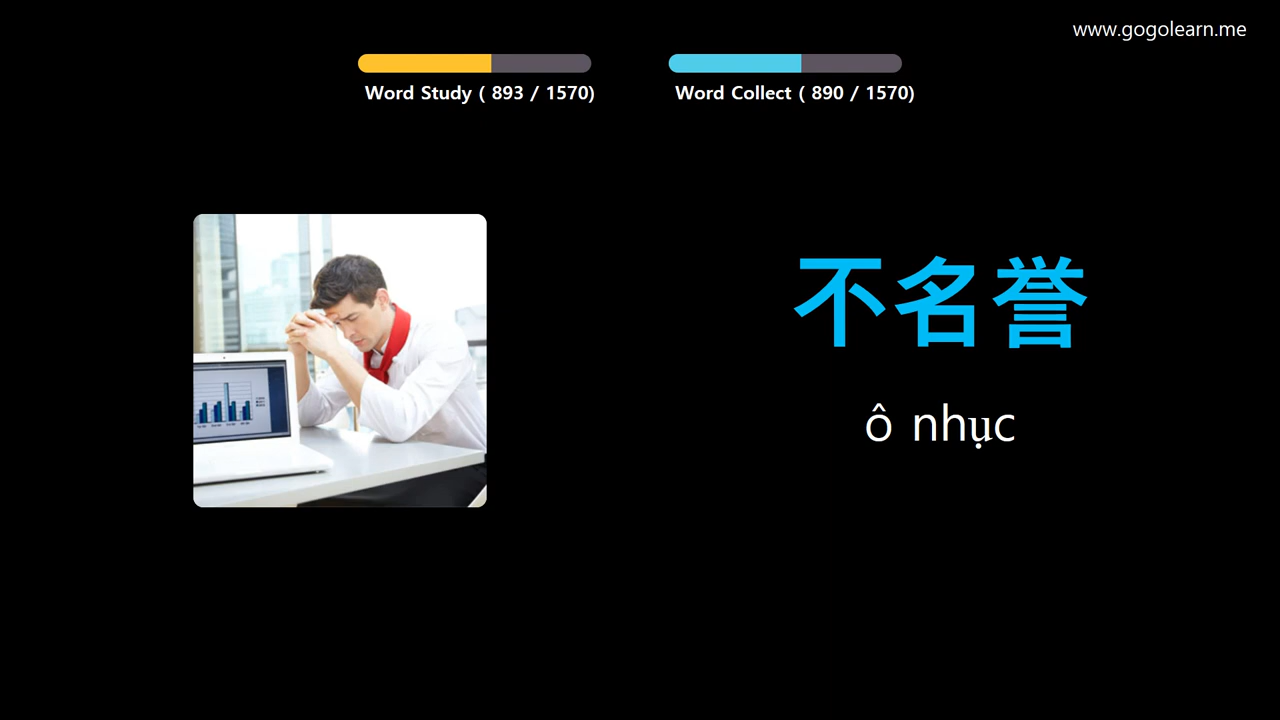 www.gogolearn.me
Word Study ( 893 / 1570)
Word Collect ( 890 / 1570)
不名誉
ô nhục